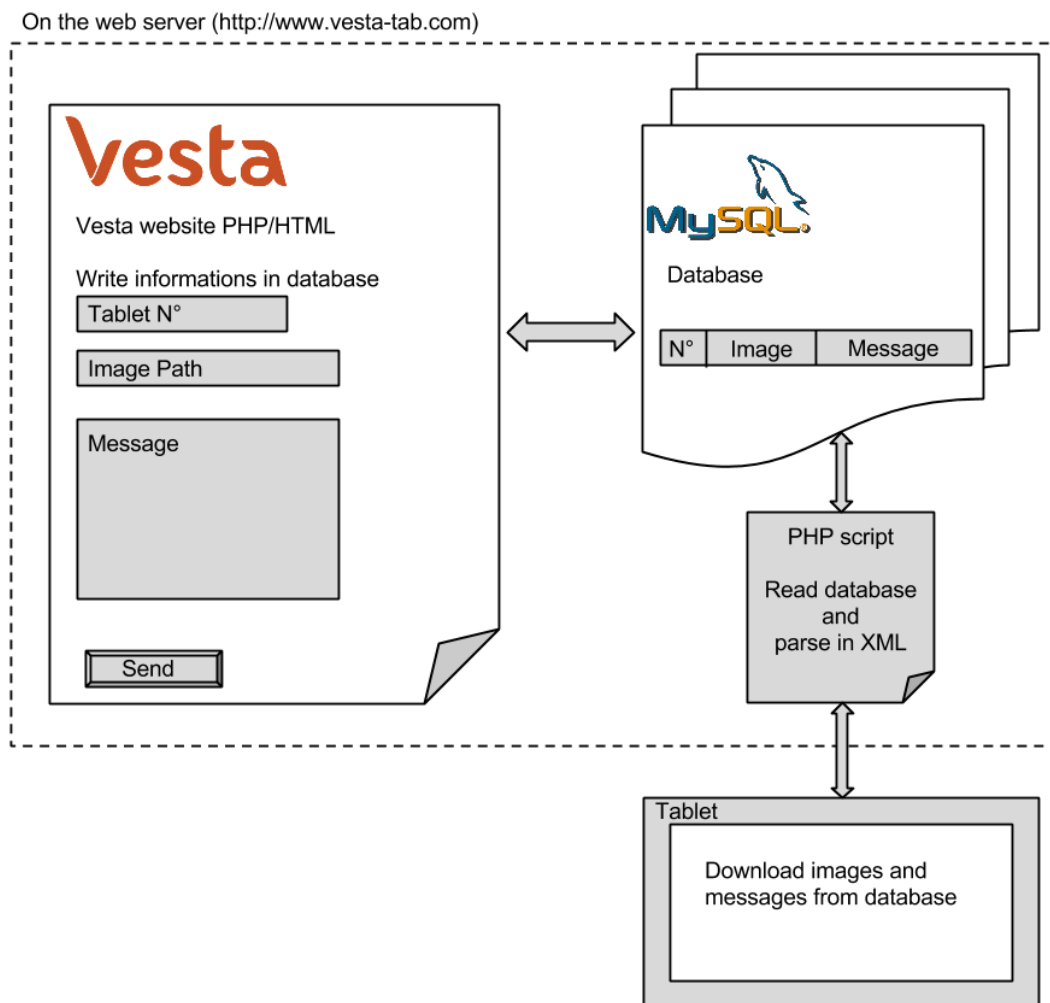 On the web server (http://www.vesta-tab.com)
Vesta
Vesta website PHP/HTML
Write informations in database
Tablet N°
Image Path
Message
Send
MySQL.
Database
N° Image Message
PHP script
Read database
and
parse in XML
Tablet
Download images and
messages from database